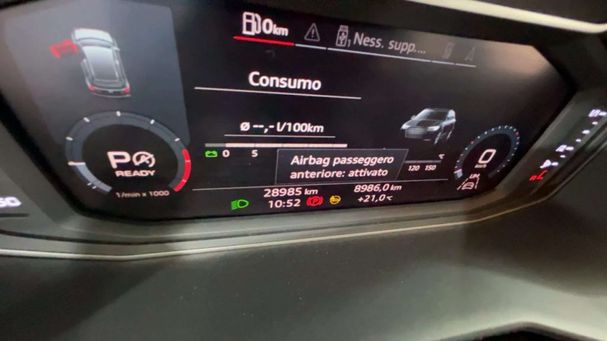 0km
Ness. supp....
Consumo
ø --,- l/100km
0 5
Airbag passeggero
anteriore: attivato
120 150 °C
P
READY
1/min x 1000
0
LIM
28985 km
8986,0 km
10:52
+21,0°C